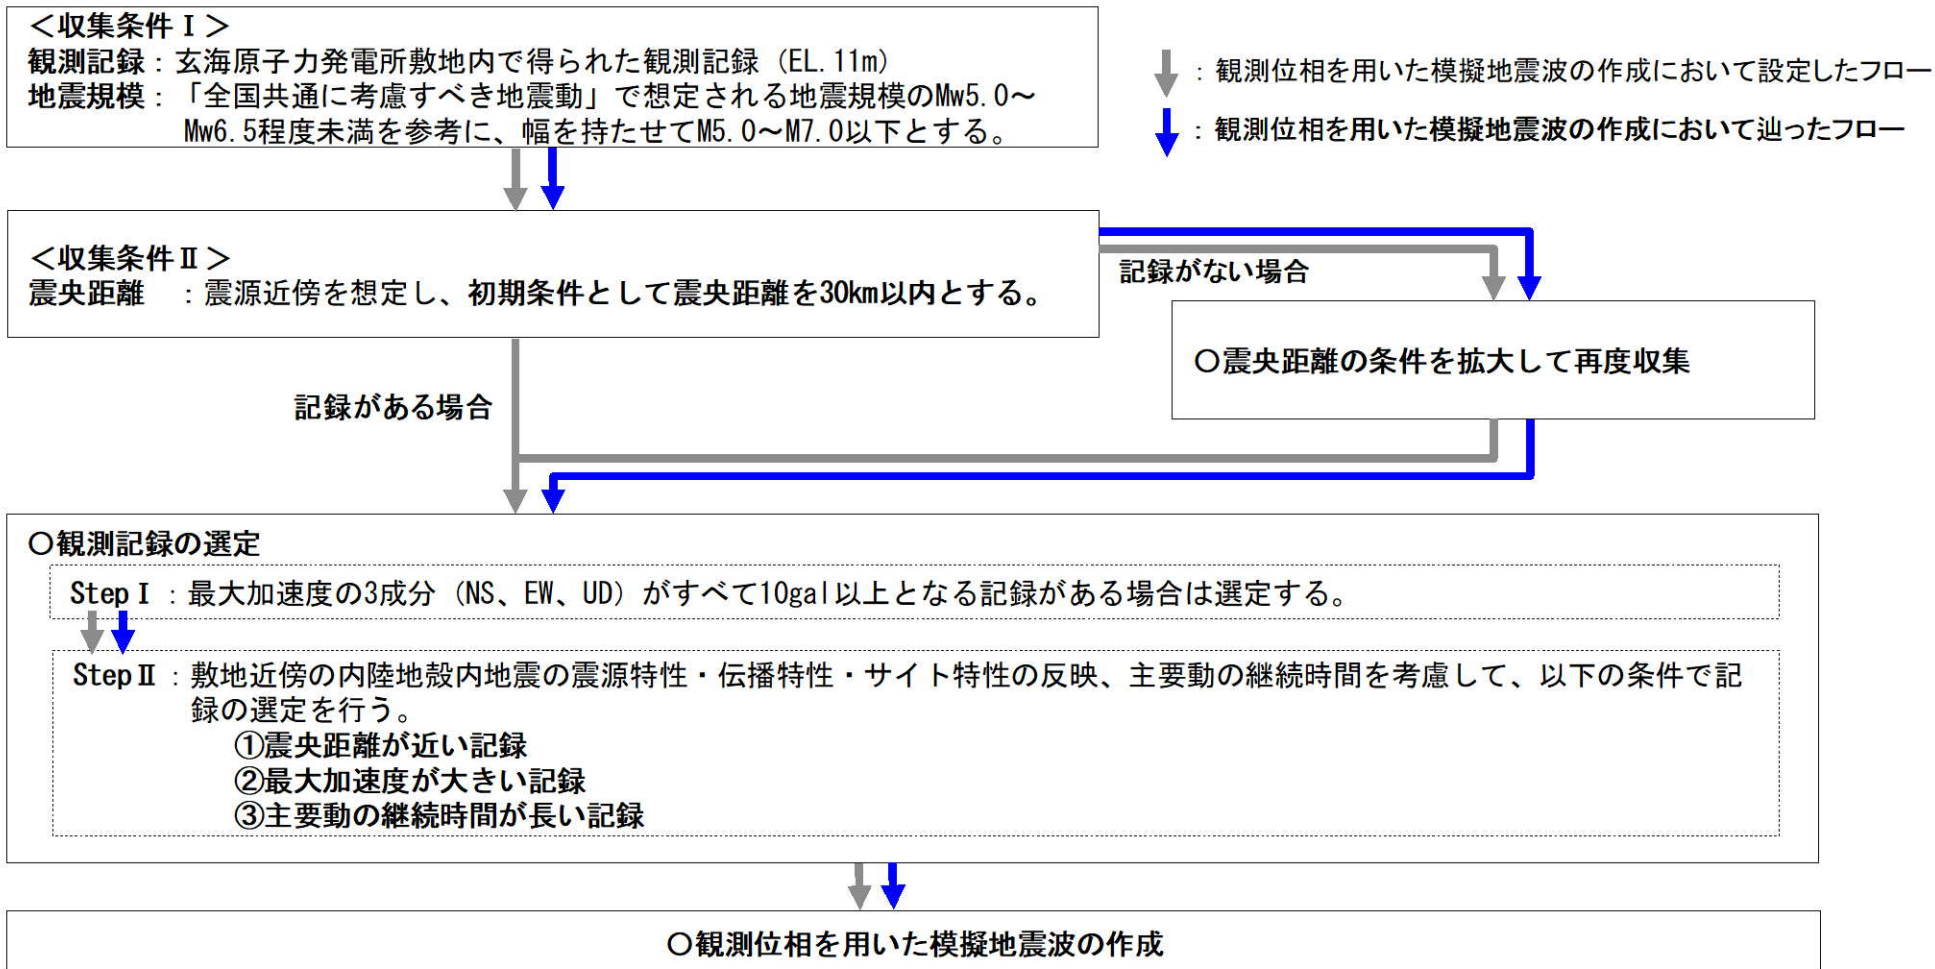 ＜収集条件Ⅰ＞
観測記録：玄海原子力発電所敷地内で得られた観測記録（EL.11m）
地震規模：「全国共通に考慮すべき地震動」で想定される地震規模のMw5.0～
Mw6.5程度未満を参考に、幅を持たせてM5.0～M7.0以下とする。
：観測位相を用いた模擬地震波の作成において設定したフロー
：観測位相を用いた模擬地震波の作成において辿ったフロー
＜収集条件Ⅱ＞
震央距離　：震源近傍を想定し、初期条件として震央距離を30km以内とする。
記録がない場合
〇震央距離の条件を拡大して再度収集
記録がある場合
〇観測記録の選定
StepⅠ：最大加速度の3成分（NS、EW、UD）がすべて10gal以上となる記録がある場合は選定する。
StepⅡ：敷地近傍の内陸地殻内地震の震源特性・伝播特性・サイト特性の反映、主要動の継続時間を考慮して、以下の条件で記
録の選定を行う。
①震央距離が近い記録
②最大加速度が大きい記録
③主要動の継続時間が長い記録
〇観測位相を用いた模擬地震波の作成